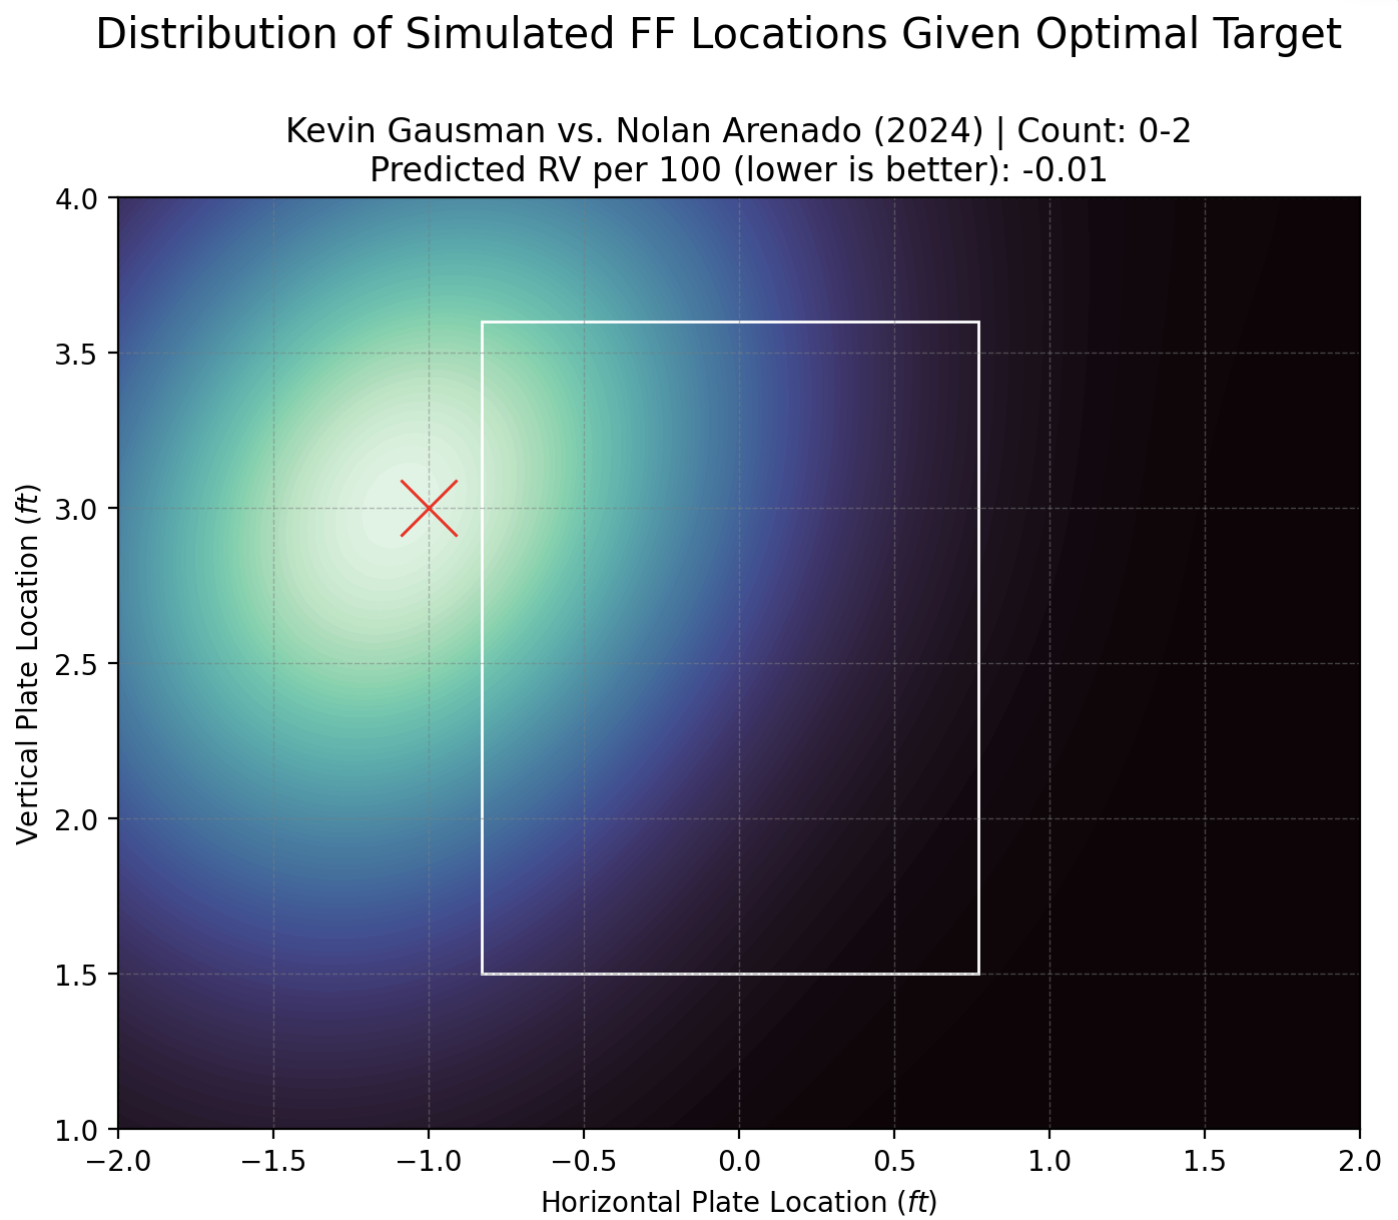 Distribution of Simulated FF Locations Given Optimal Target
Kevin Gausman vs. Nolan Arenado (2024) | Count: 0-2
Predicted RV per 100 (lower is better): -0.01
4.0
3.5
3.0
2.5
2.0
1.5
1.0
Vertical Plate Location (ft)
−2.0 −1.5 −1.0 −0.5 0.0 0.5 1.0 1.5 2.0
Horizontal Plate Location (ft)